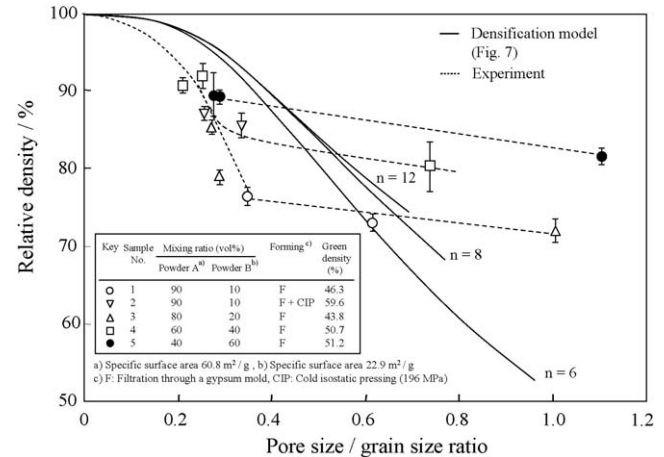 100
90
80
70
60
50
Relative density / %
Densification model
(Fig. 7)
Experiment
n = 12
n = 8
n = 6
Key Sample No. Mixing ratio (vol%) Forming c) Green density (%)
Powder A a) Powder B b)
1 90 10 F 46.3
2 90 10 F + CIP 59.6
3 80 20 F 43.8
4 60 40 F 50.7
5 40 60 F 51.2
a) Specific surface area 60.8 m²/g , b) Specific surface area 22.9 m²/g
c) F: Filtration through a gypsum mold, CIP: Cold isostatic pressing (196 MPa)
0 0.2 0.4 0.6 0.8 1.0 1.2
Pore size / grain size ratio